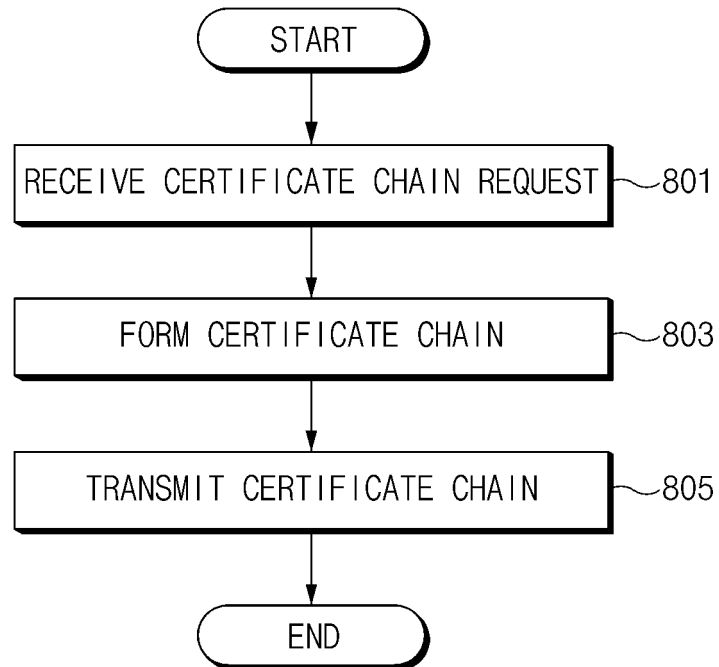 START
RECEIVE CERTIFICATE CHAIN REQUEST 801
FORM CERTIFICATE CHAIN 803
TRANSMIT CERTIFICATE CHAIN 805
END